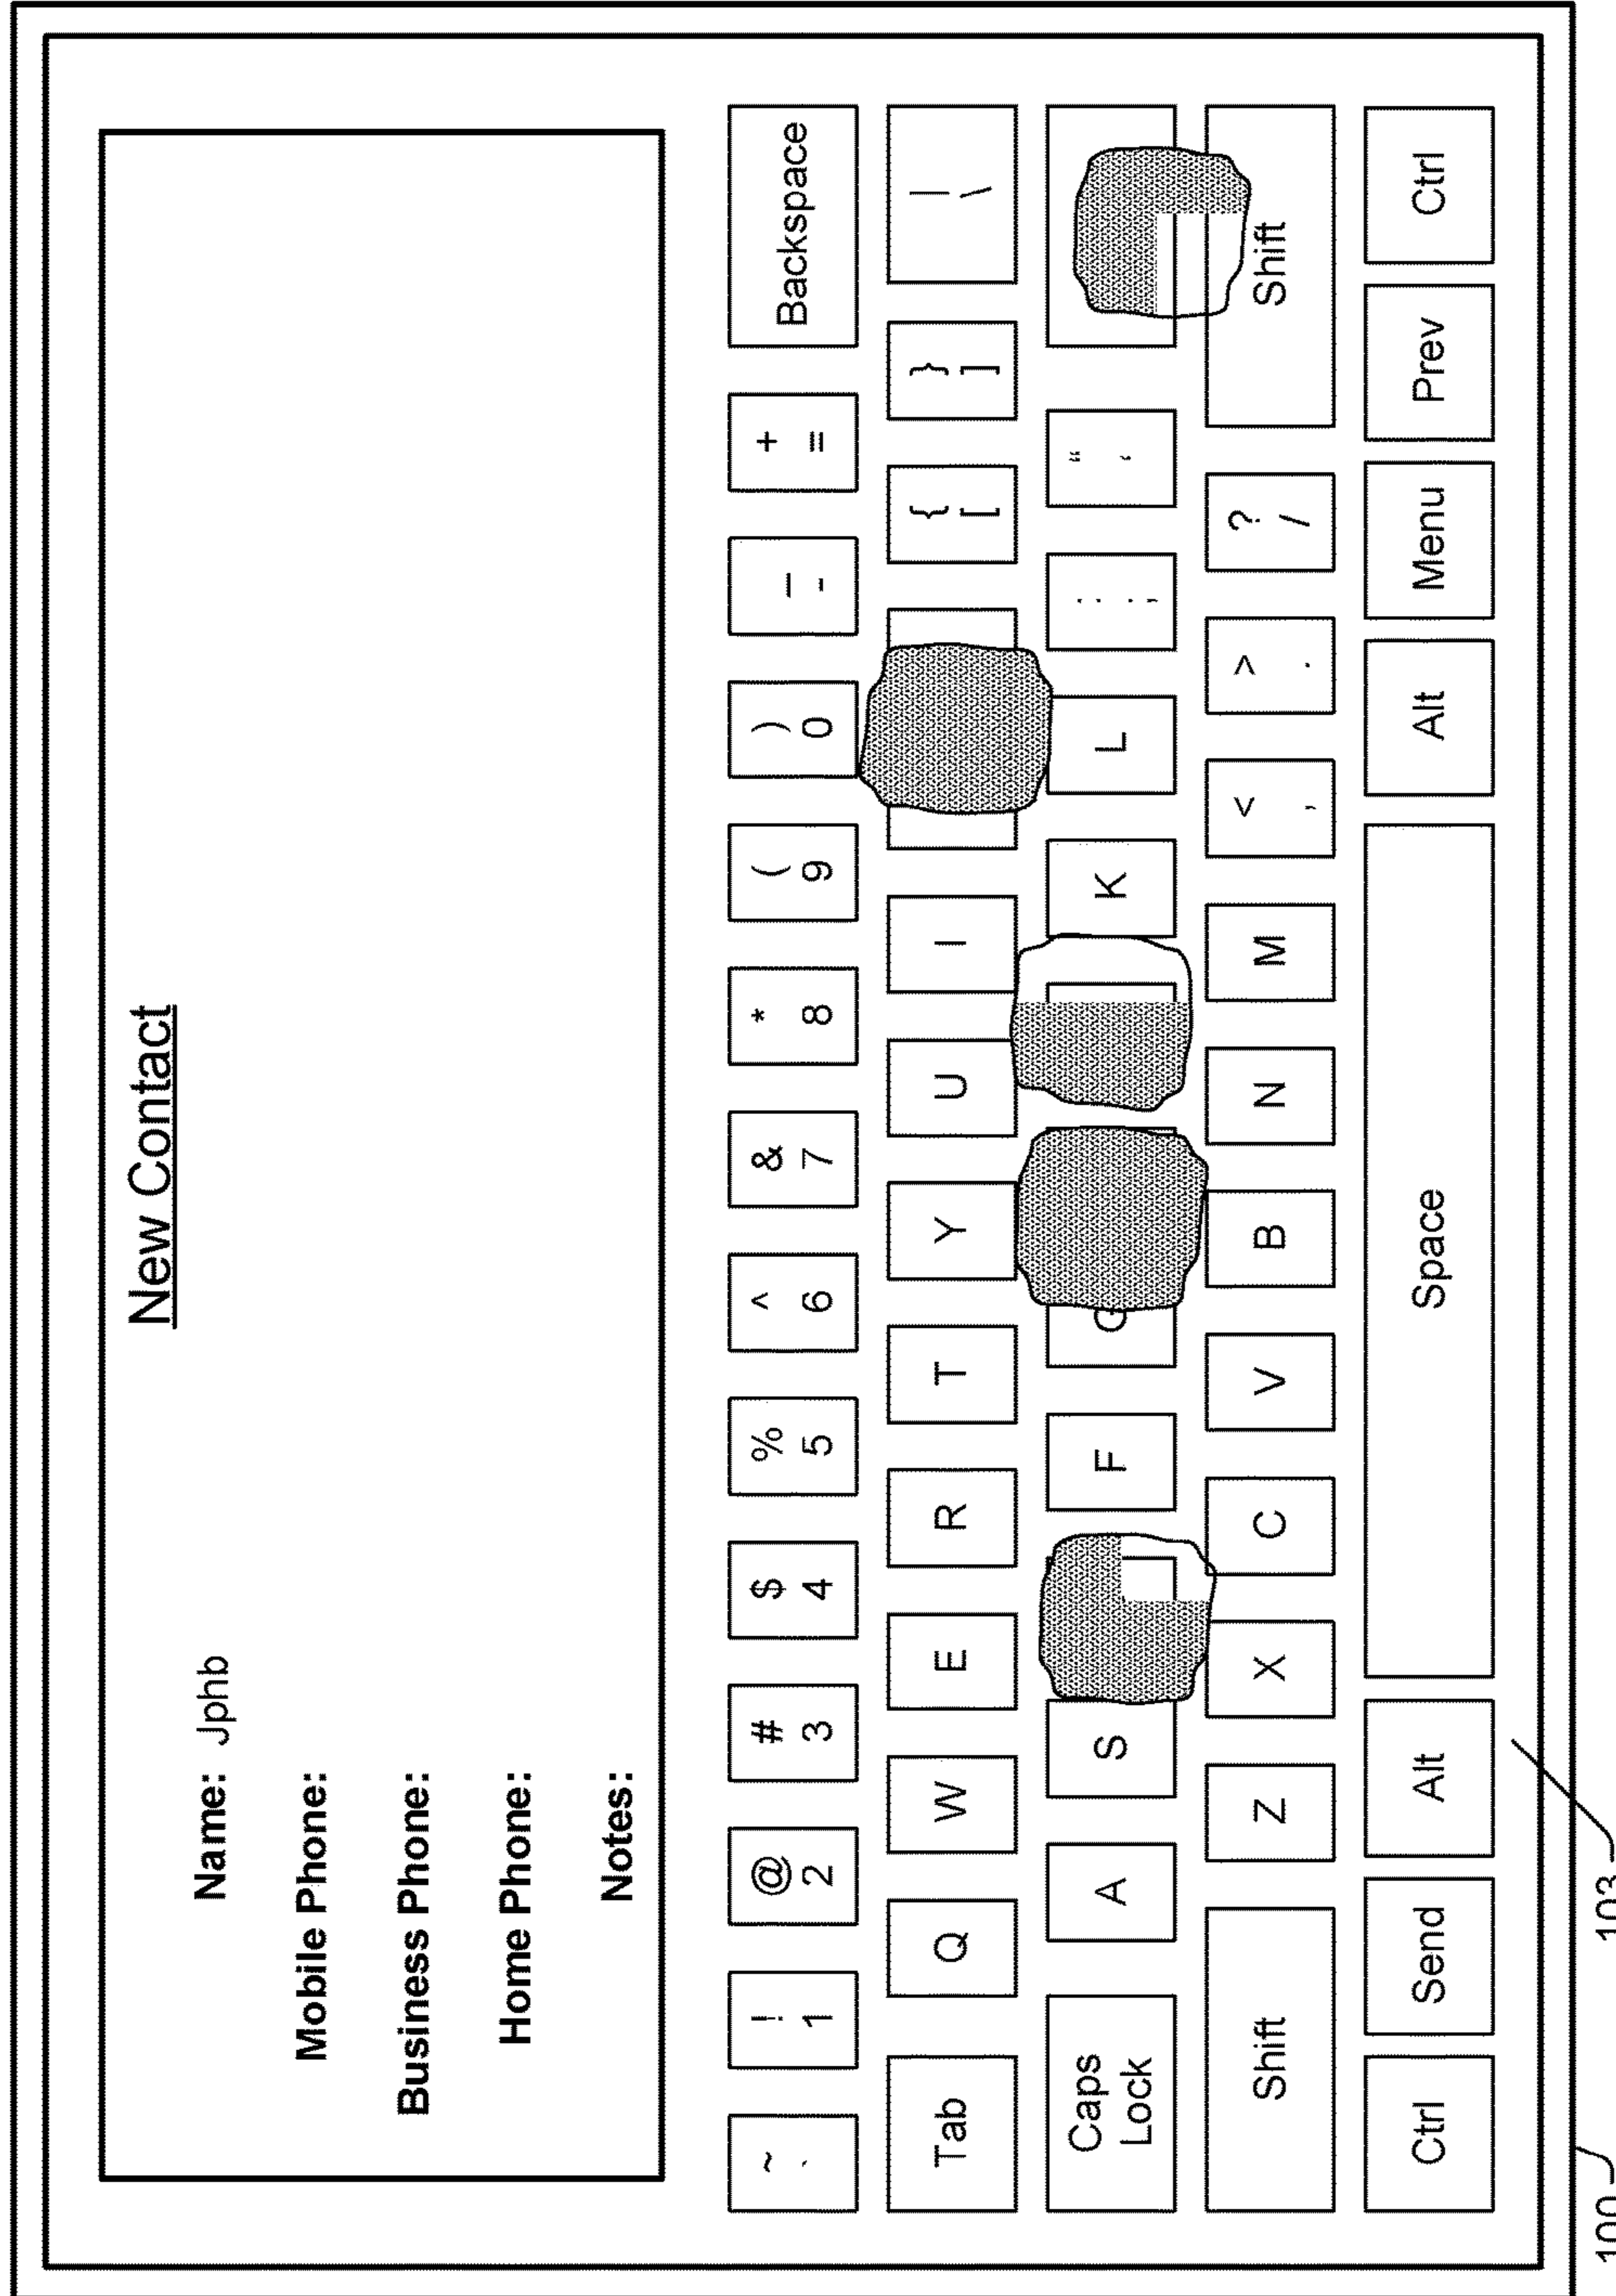 New Contact
Name: Jphb
Mobile Phone:
Business Phone:
Home Phone:
Notes:
~ ! @ # $ % ^ & * ( ) _ + Backspace
` 1 2 3 4 5 6 7 8 9 0 - =
Tab Q W E R T Y U I { } |
[ ] \
Caps Lock A S F G K L : "
; '
Shift Z X C V B N M < > ? Shift
, . /
Ctrl Send Alt Space Alt Menu Prev Ctrl
100 103